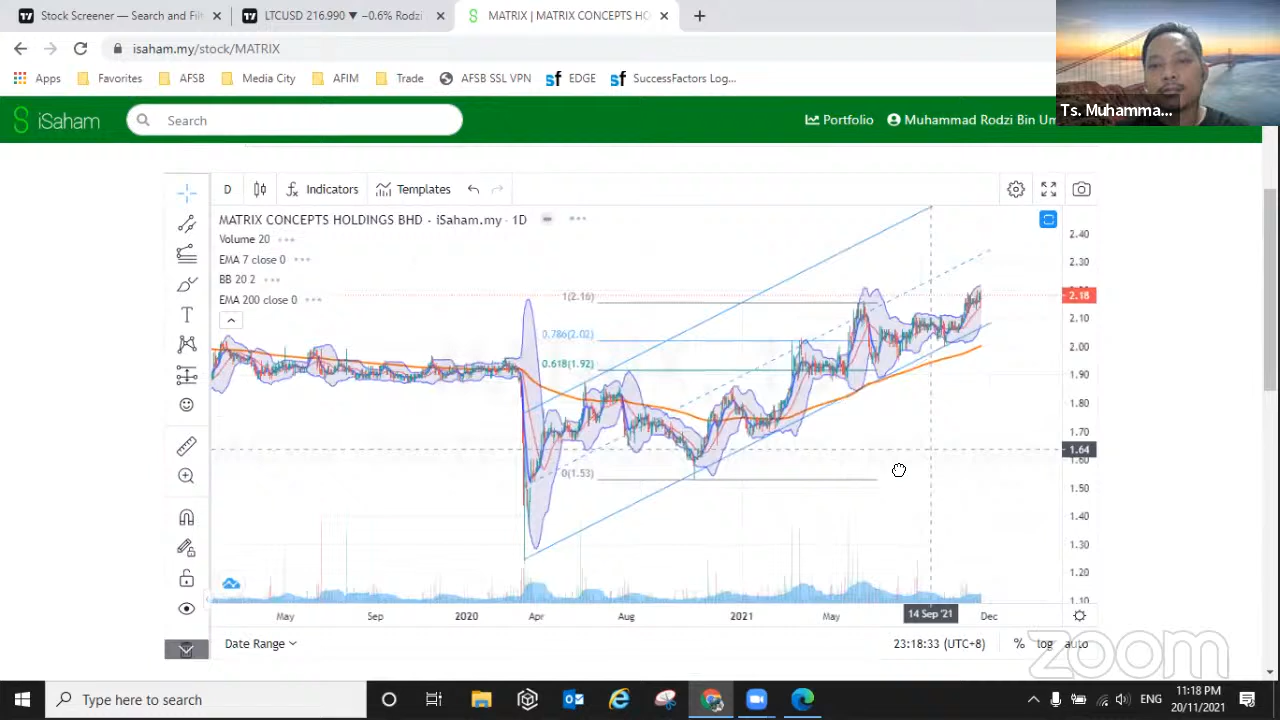 Stock Screener — Search and Filt
LTCUSD 216.990 ▼ −0.6% Rodzi
MATRIX | MATRIX CONCEPTS HO
isaham.my/stock/MATRIX
Apps
Favorites
AFSB
Media City
AFIM
Trade
AFSB SSL VPN
EDGE
SuccessFactors Log...
iSaham
Search
Portfolio
Muhammad Rodzi Bin Um
Ts. Muhamma...
D
Indicators
Templates
MATRIX CONCEPTS HOLDINGS BHD · iSaham.my · 1D
Volume 20
EMA 7 close 0
BB 20 2
EMA 200 close 0
1(2.16)
0.786(2.02)
0.618(1.92)
0(1.53)
2.40
2.30
2.18
2.10
2.00
1.90
1.80
1.70
1.64
1.60
1.50
1.40
1.30
1.20
1.10
May
Sep
2020
Apr
Aug
2021
May
14 Sep '21
Dec
Date Range
23:18:33 (UTC+8)
%
log
auto
zoom
Type here to search
ENG
11:18 PM
20/11/2021